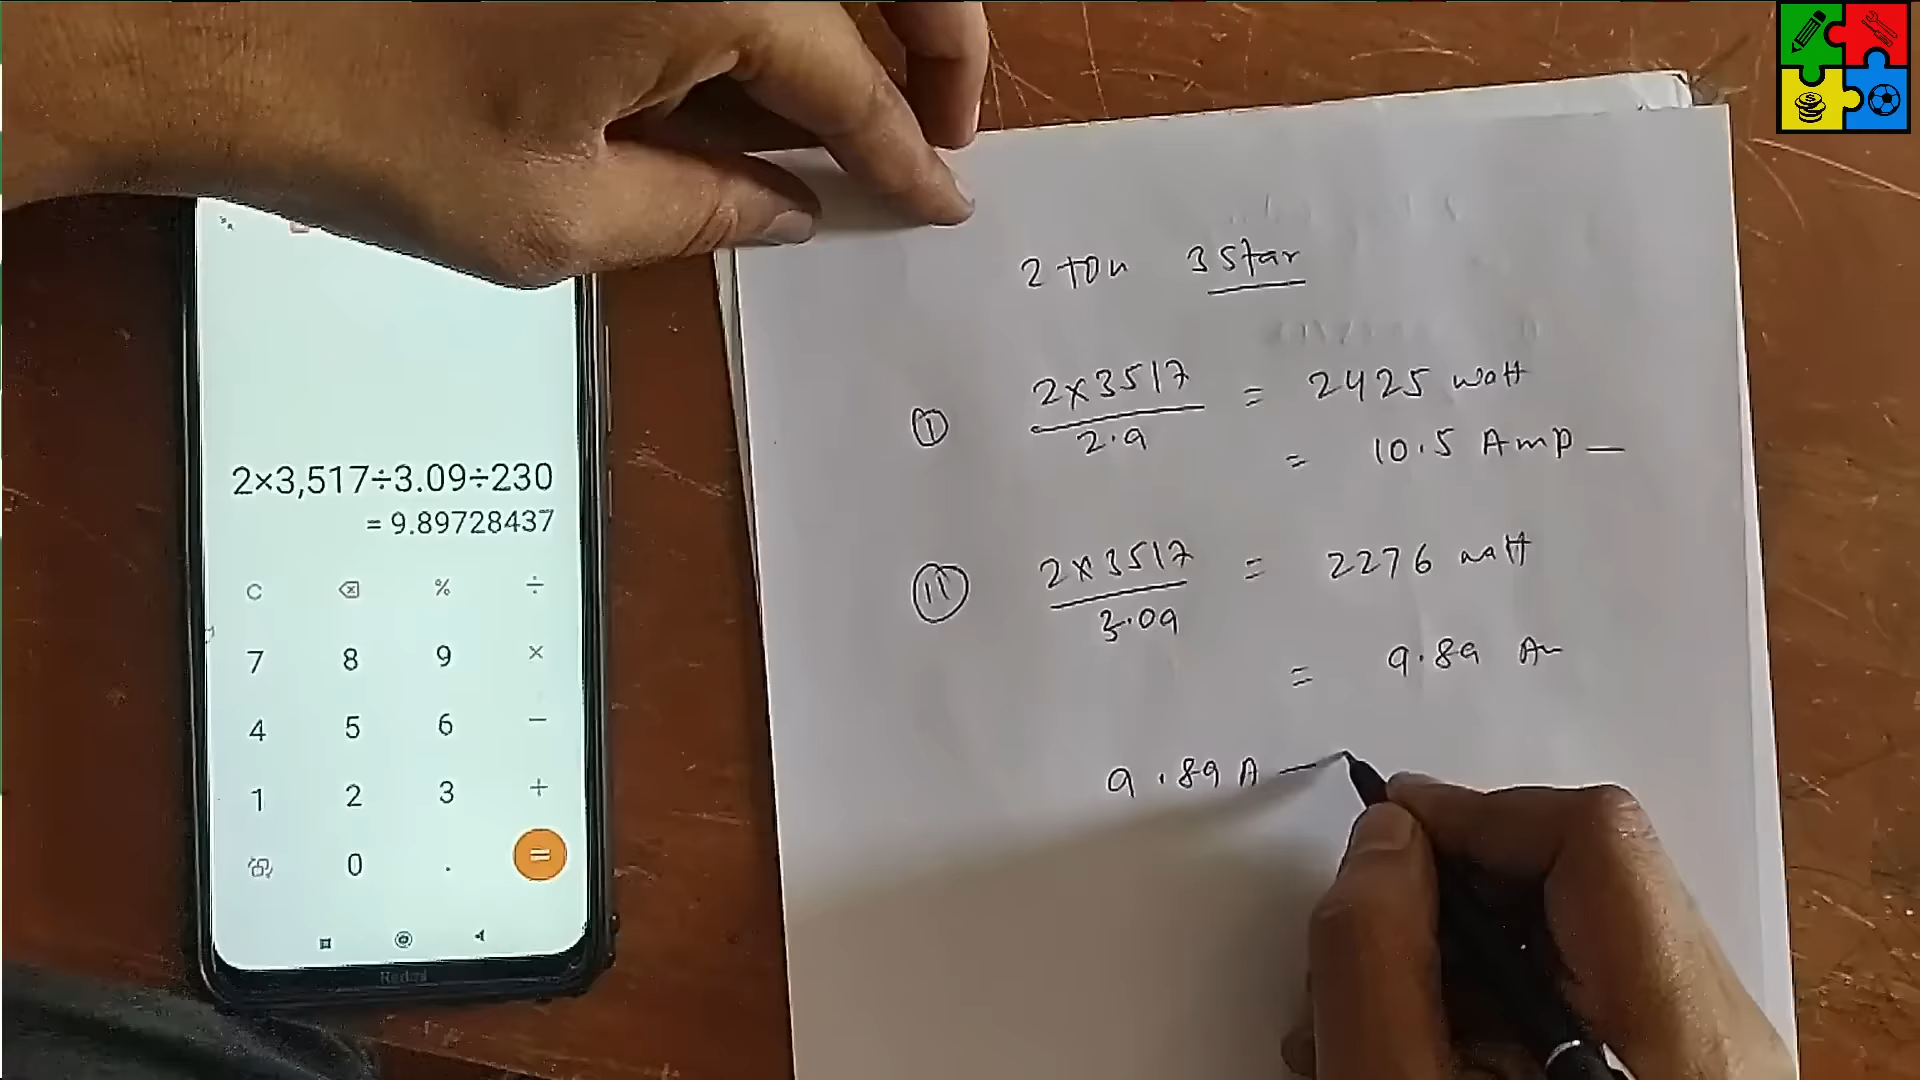 2×3,517÷3.09÷230
= 9.89728437
C % ÷
7 8 9 ×
4 5 6 −
1 2 3 +
0 . =
Redmi
2 ton 3 Star
I 2×3517 = 2425 watt
2.9
= 10.5 Amp —
II 2×3517 = 2276 watt
3.09
= 9.89 Am
9.89 A —